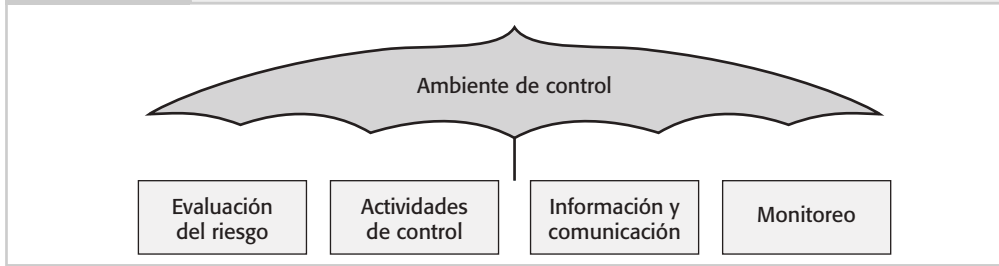 Ambiente de control
Evaluación
del riesgo
Actividades
de control
Información y
comunicación
Monitoreo